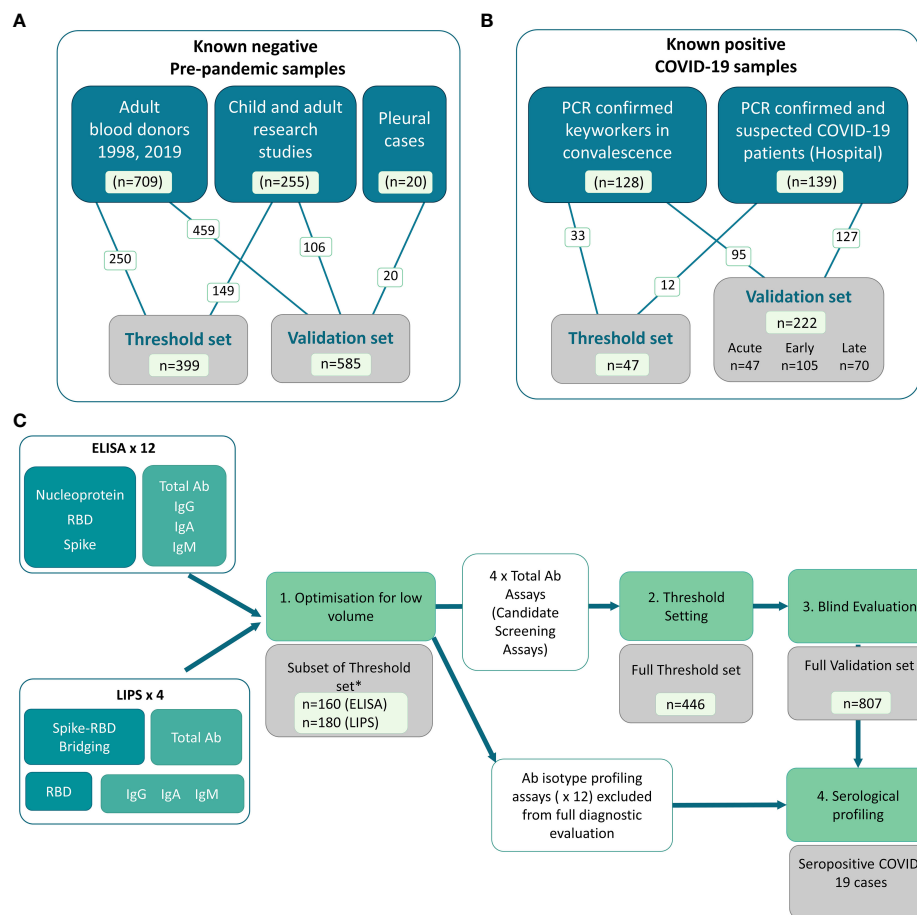 A
Known negative
Pre-pandemic samples
Adult
blood donors
1998, 2019
(n=709)
Child and adult
research
studies
(n=255)
Pleural
cases
(n=20)
250
459
149
106
20
Threshold set
n=399
Validation set
n=585
B
Known positive
COVID-19 samples
PCR confirmed
keyworkers in
convalescence
(n=128)
PCR confirmed and
suspected COVID-19
patients (Hospital)
(n=139)
33
12
95
127
Threshold set
n=47
Validation set
n=222
Acute Early Late
n=47 n=105 n=70
C
ELISA x 12
Nucleoprotein
RBD
Spike
Total Ab
IgG
IgA
IgM
LIPS x 4
Spike-RBD
Bridging
Total Ab
RBD
IgG IgA IgM
1. Optimisation for low
volume
Subset of Threshold
set*
n=160 (ELISA)
n=180 (LIPS)
4 x Total Ab
Assays
(Candidate
Screening
Assays)
2. Threshold
Setting
Full Threshold set
n=446
3. Blind Evaluation
Full Validation set
n=807
Ab isotype profiling
assays ( x 12) excluded
from full diagnostic
evaluation
4. Serological
profiling
Seropositive COVID
19 cases